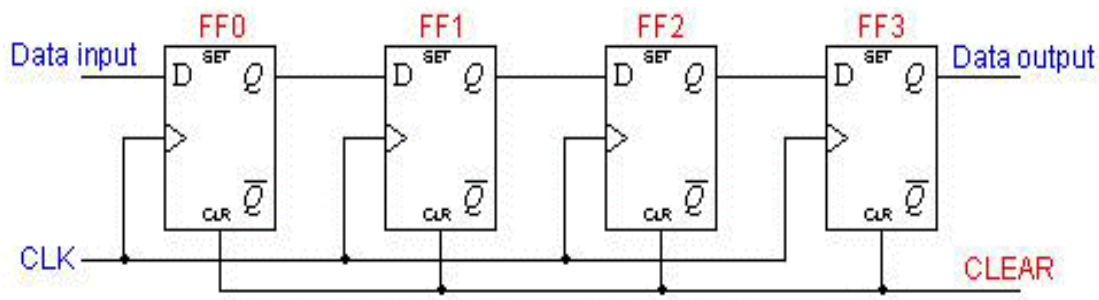 FF0 FF1 FF2 FF3
Data input SET SET SET SET Data output
D Q D Q D Q D Q
Q̅ Q̅ Q̅ Q̅
CLR CLR CLR CLR
CLK
CLEAR